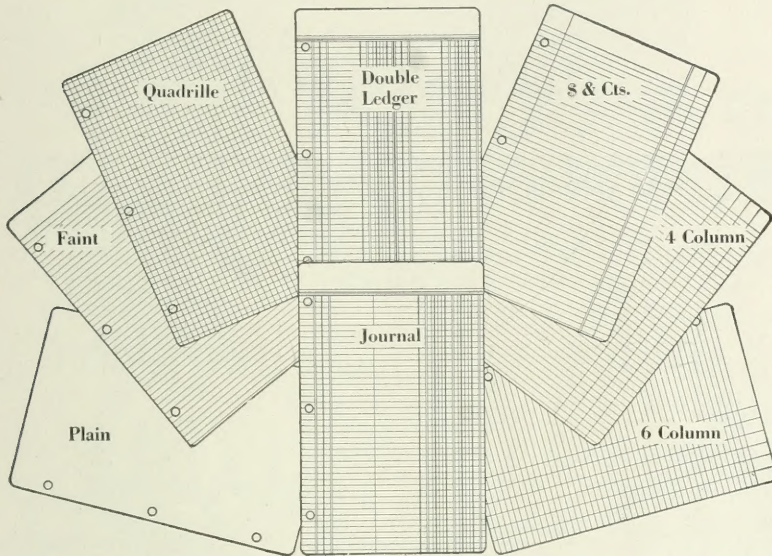 Quadrille
Double
Ledger
$ & Cts.
Faint
4 Column
Journal
Plain
6 Column